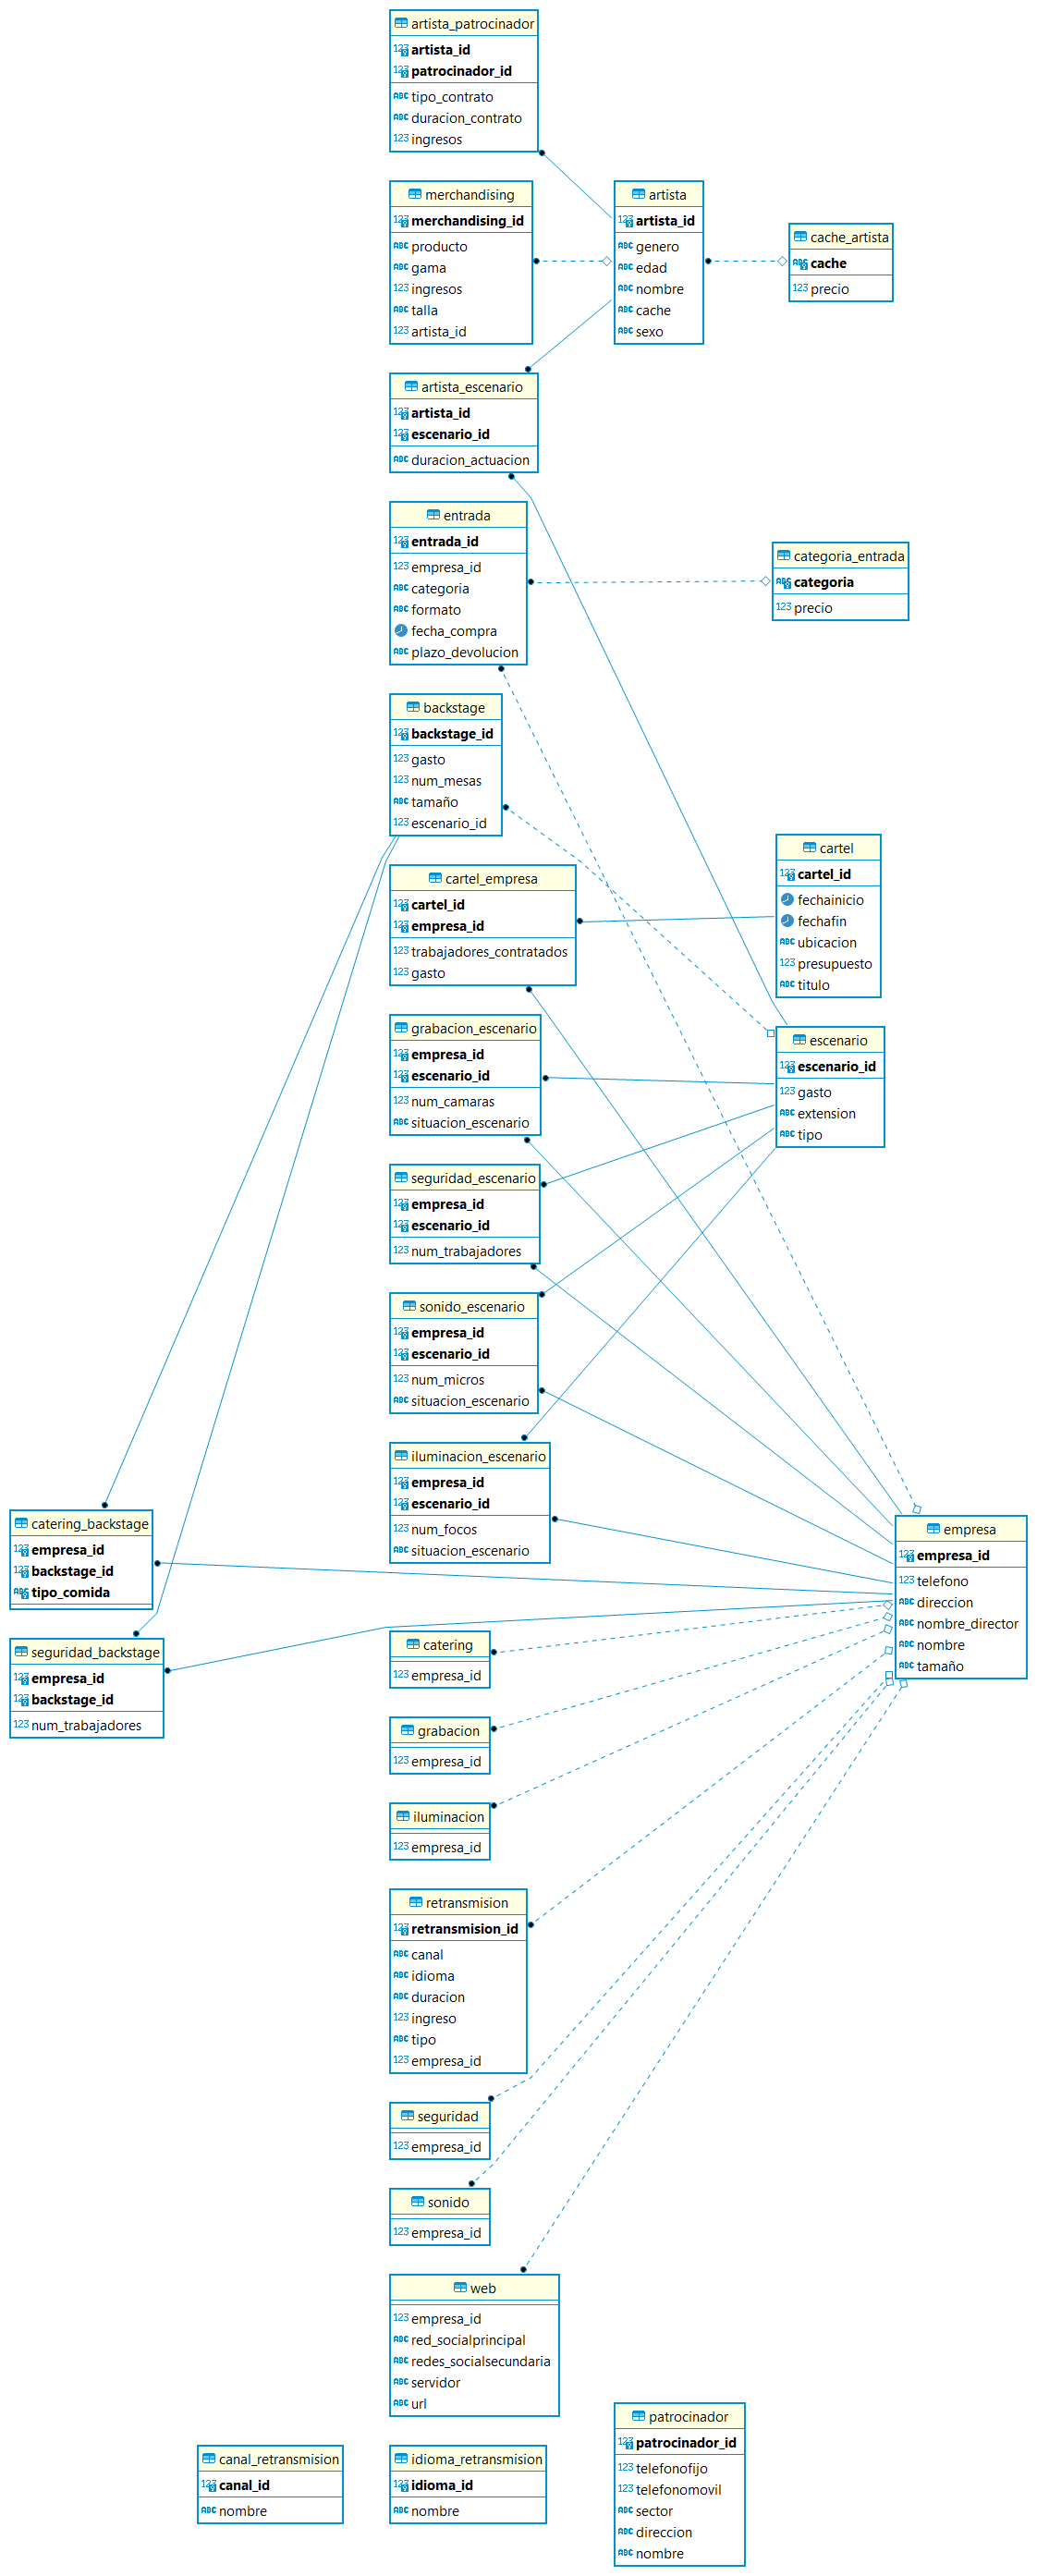 artista_patrocinador
artista_id
patrocinador_id
tipo_contrato
duracion_contrato
ingresos
merchandising
merchandising_id
producto
gama
ingresos
talla
artista_id
artista
artista_id
genero
edad
nombre
cache
sexo
cache_artista
cache
precio
artista_escenario
artista_id
escenario_id
duracion_actuacion
entrada
entrada_id
empresa_id
categoria
formato
fecha_compra
plazo_devolucion
categoria_entrada
categoria
precio
backstage
backstage_id
gasto
num_mesas
tamaño
escenario_id
cartel
cartel_id
fechainicio
fechafin
ubicacion
presupuesto
titulo
cartel_empresa
cartel_id
empresa_id
trabajadores_contratados
gasto
grabacion_escenario
empresa_id
escenario_id
num_camaras
situacion_escenario
escenario
escenario_id
gasto
extension
tipo
seguridad_escenario
empresa_id
escenario_id
num_trabajadores
sonido_escenario
empresa_id
escenario_id
num_micros
situacion_escenario
iluminacion_escenario
empresa_id
escenario_id
num_focos
situacion_escenario
catering_backstage
empresa_id
backstage_id
tipo_comida
empresa
empresa_id
telefono
direccion
nombre_director
nombre
tamaño
seguridad_backstage
empresa_id
backstage_id
num_trabajadores
catering
empresa_id
grabacion
empresa_id
iluminacion
empresa_id
retransmision
retransmision_id
canal
idioma
duracion
ingreso
tipo
empresa_id
seguridad
empresa_id
sonido
empresa_id
web
empresa_id
red_socialprincipal
redes_socialsecundaria
servidor
url
patrocinador
patrocinador_id
telefonofijo
telefonomovil
sector
direccion
nombre
canal_retransmision
canal_id
nombre
idioma_retransmision
idioma_id
nombre